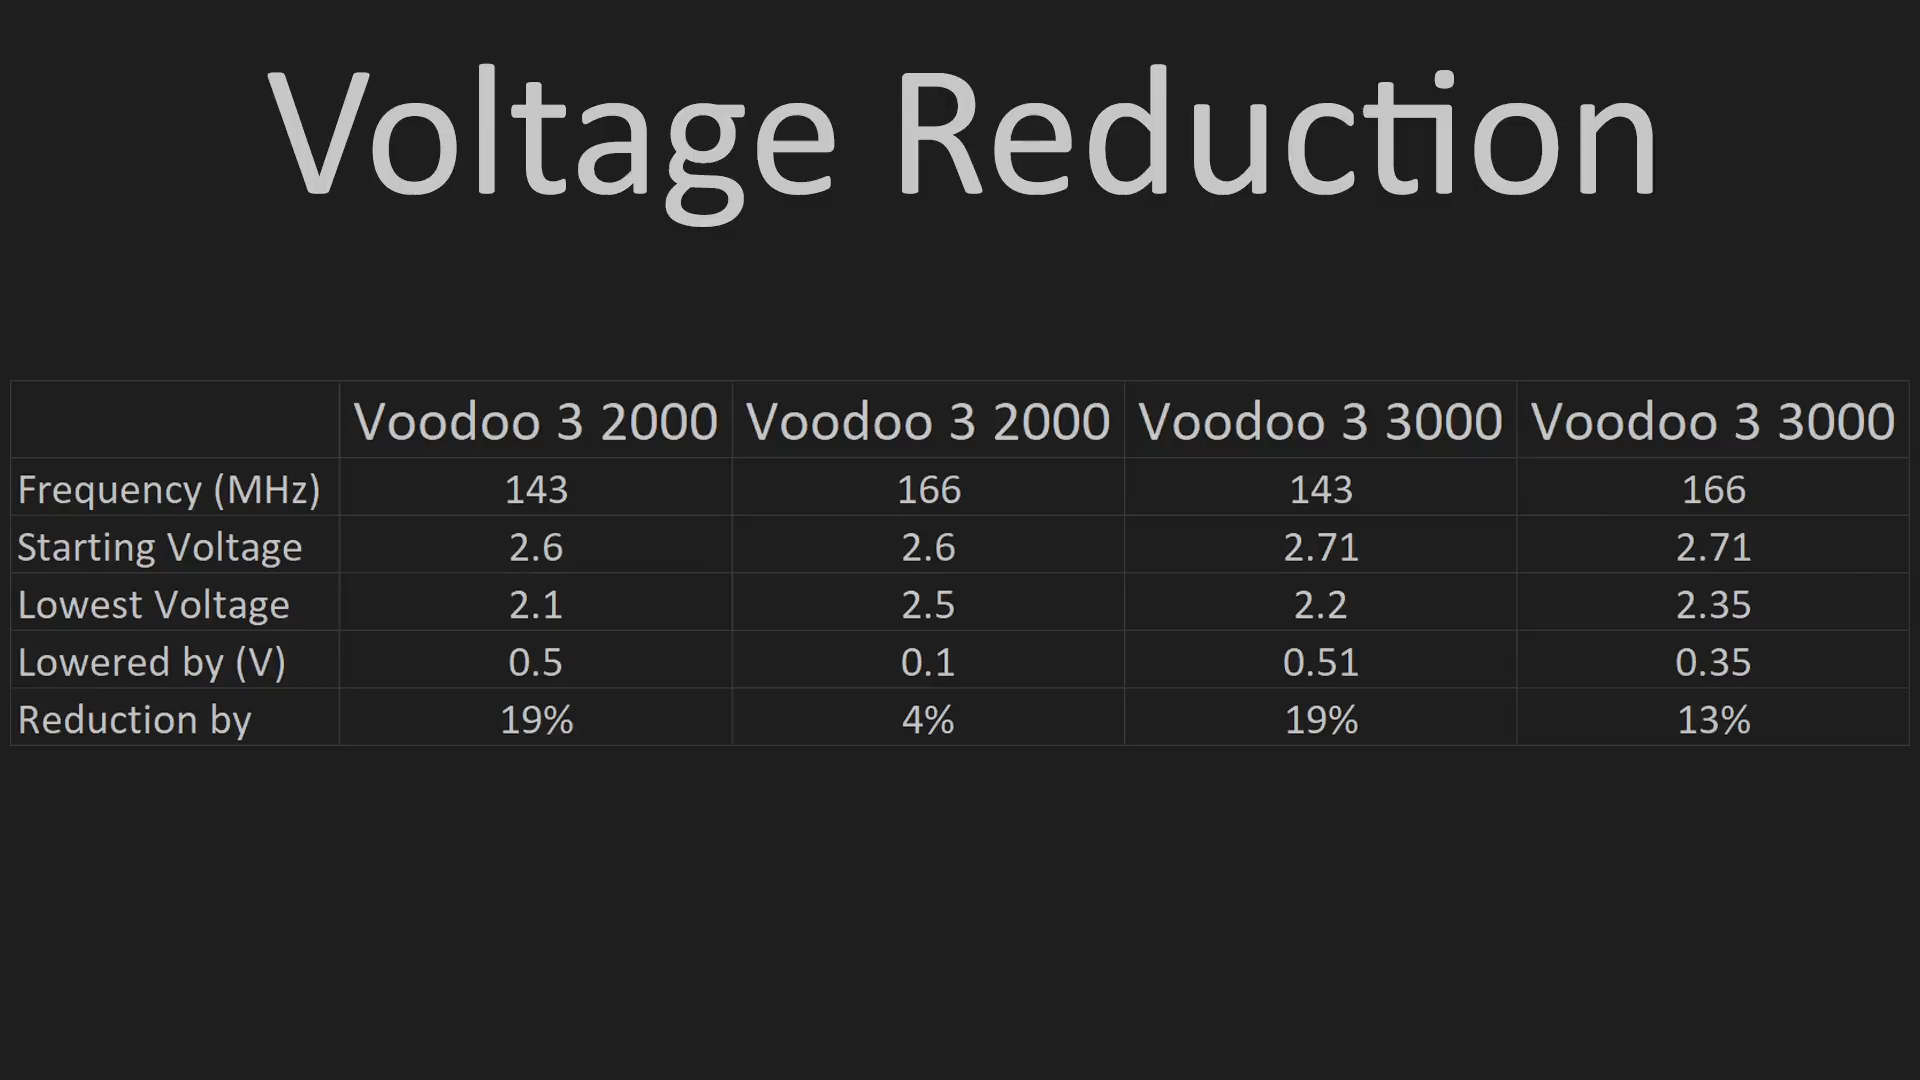 Voltage Reduction
Voodoo 3 2000 Voodoo 3 2000 Voodoo 3 3000 Voodoo 3 3000
Frequency (MHz) 143 166 143 166
Starting Voltage 2.6 2.6 2.71 2.71
Lowest Voltage 2.1 2.5 2.2 2.35
Lowered by (V) 0.5 0.1 0.51 0.35
Reduction by 19% 4% 19% 13%